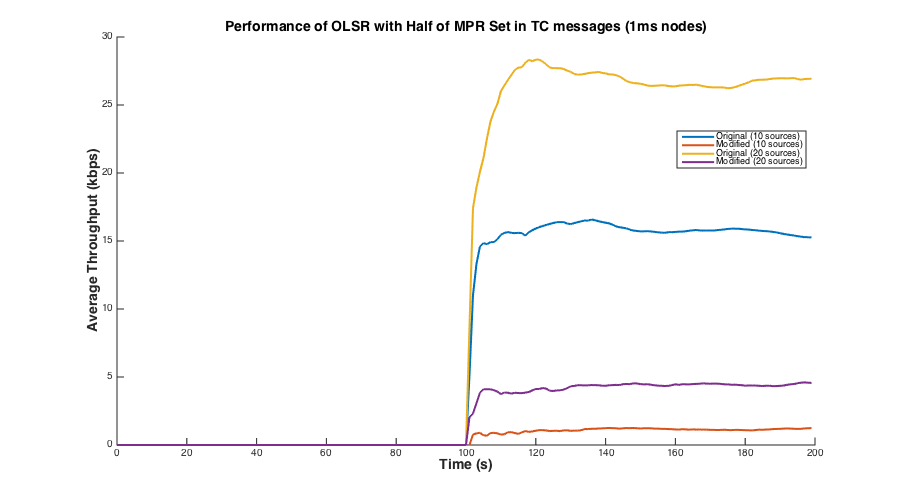 Performance of OLSR with Half of MPR Set in TC messages (1ms nodes)
Average Throughput (kbps)
30
25
20
15
10
5
0
Original (10 sources)
Modified (10 sources)
Original (20 sources)
Modified (20 sources)
0 20 40 60 80 100 120 140 160 180 200
Time (s)